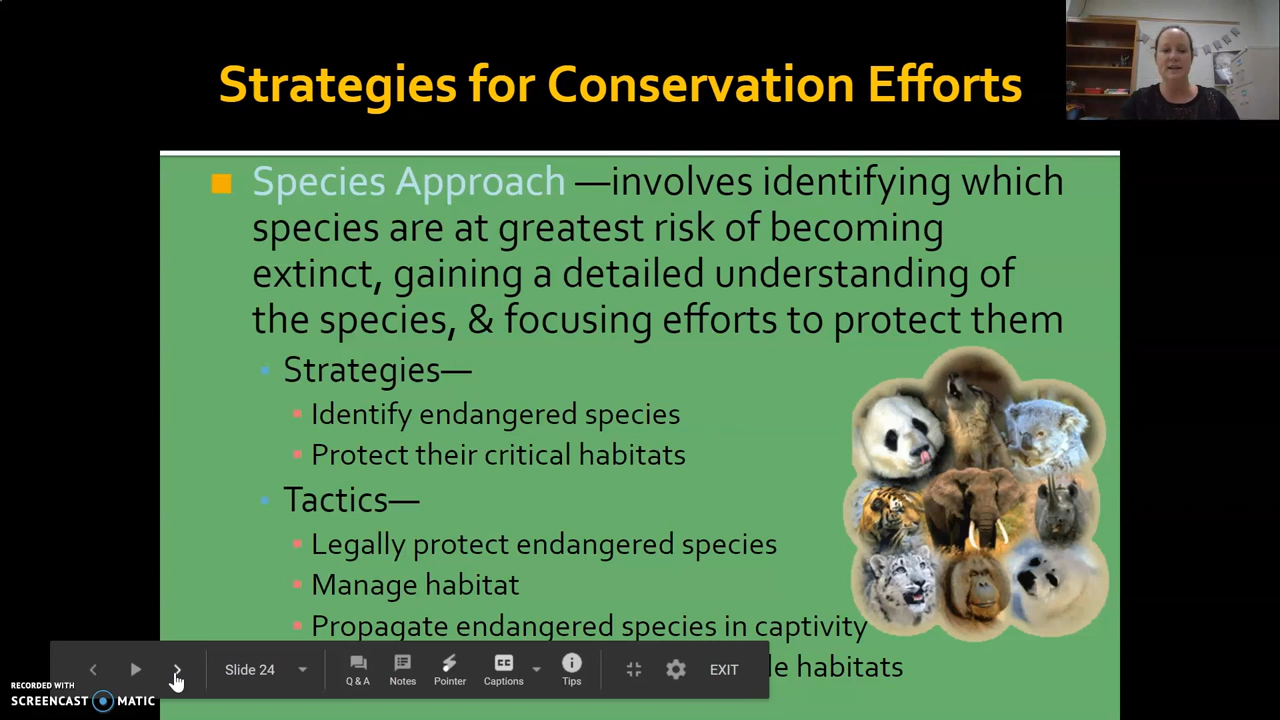 Strategies for Conservation Efforts
Species Approach —involves identifying which
species are at greatest risk of becoming
extinct, gaining a detailed understanding of
the species, & focusing efforts to protect them
Strategies—
Identify endangered species
Protect their critical habitats
Tactics—
Legally protect endangered species
Manage habitat
Propagate endangered species in captivity
habitats
Slide 24
Q & A
Notes
Pointer
CC
Captions
Tips
EXIT
RECORDED WITH
SCREENCAST MATIC